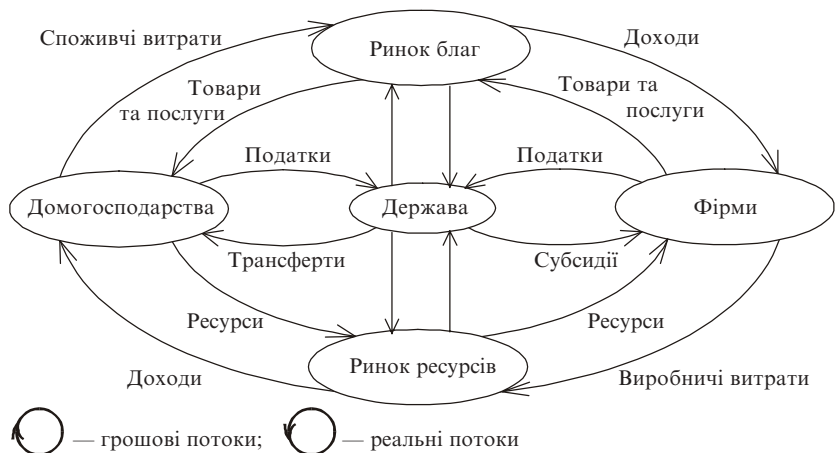 Споживчі витрати
Ринок благ
Доходи
Товари
та послуги
Товари та
послуги
Податки
Податки
Домогосподарства
Держава
Фірми
Трансферти
Субсидії
Ресурси
Ресурси
Ринок ресурсів
Доходи
Виробничі витрати
— грошові потоки;
— реальні потоки